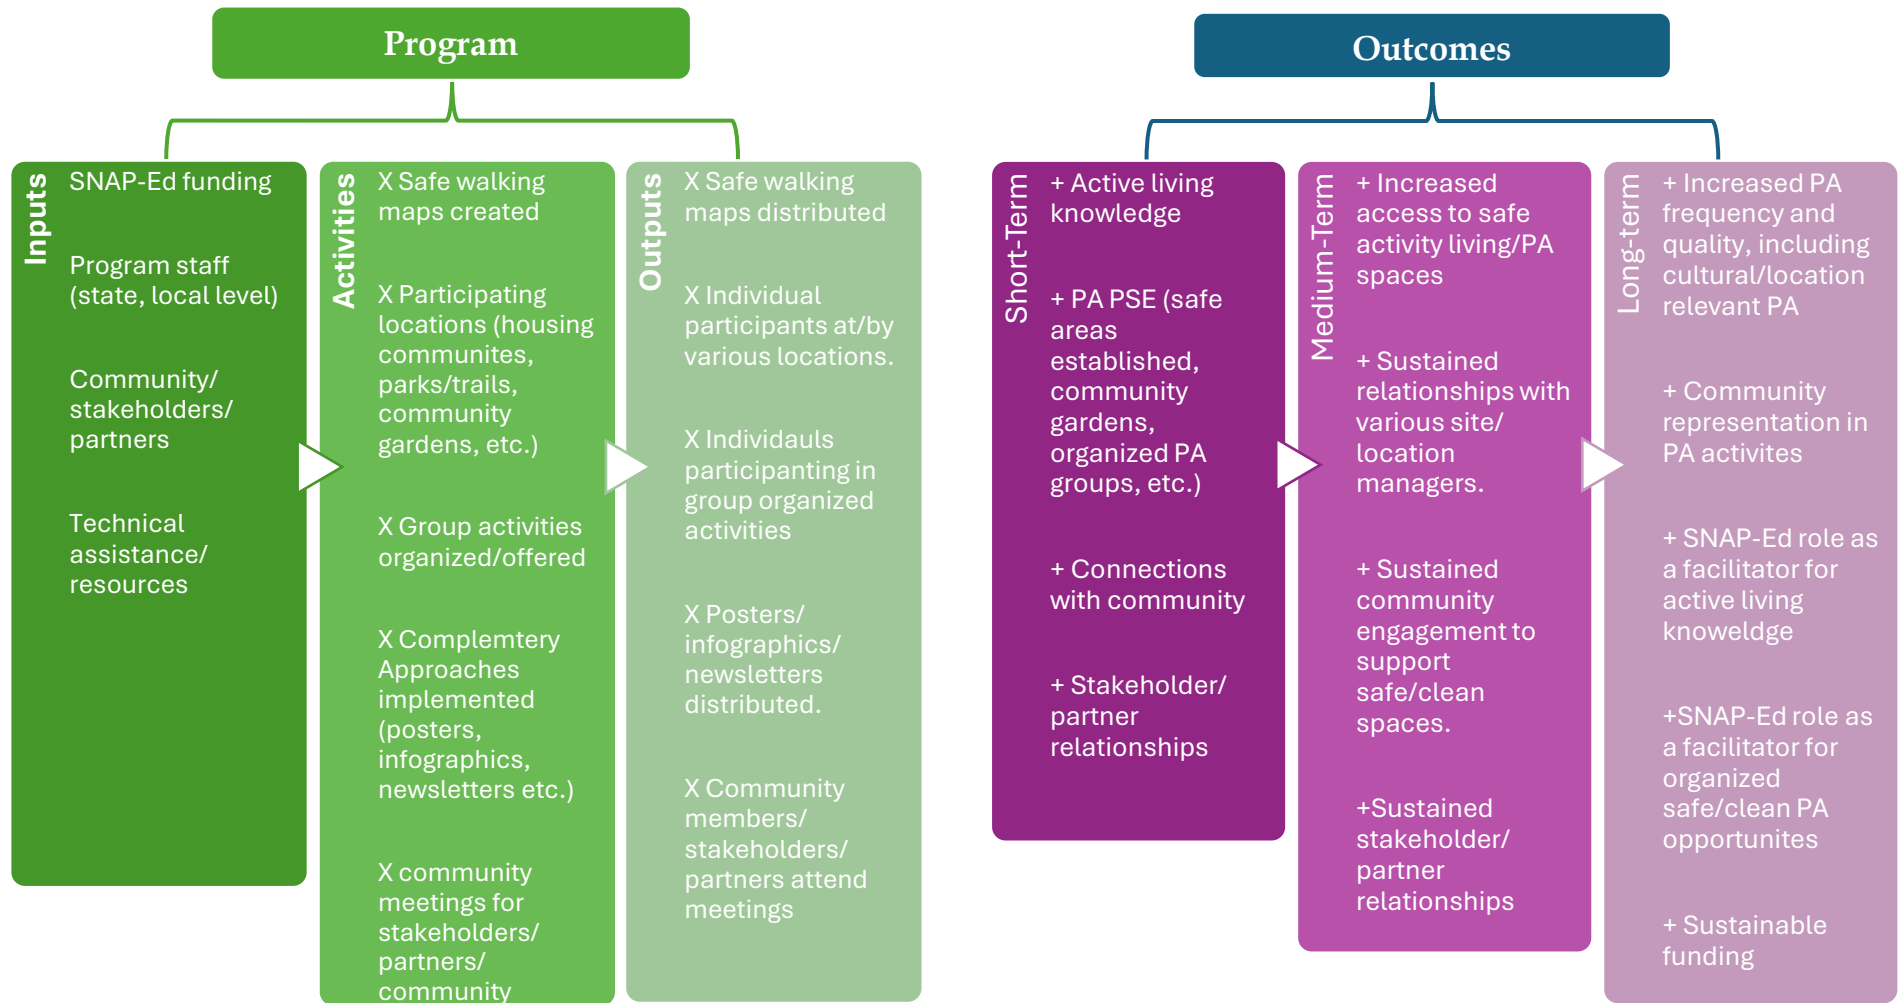 Program
Inputs
SNAP-Ed funding
Program staff
(state, local level)
Community/
stakeholders/
partners
Technical
assistance/
resources
Activities
X Safe walking
maps created
X Participating
locations (housing
communites,
parks/trails,
community
gardens, etc.)
X Group activities
organized/offered
X Complemtery
Approaches
implemented
(posters,
infographics,
newsletters etc.)
X community
meetings for
stakeholders/
partners/
community
Outputs
X Safe walking
maps distributed
X Individual
participants at/by
various locations.
X Individauls
participanting in
group organized
activities
X Posters/
infographics/
newsletters
distributed.
X Community
members/
stakeholders/
partners attend
meetings
Outcomes
Short-Term
+ Active living
knowledge
+ PA PSE (safe
areas
established,
community
gardens,
organized PA
groups, etc.)
+ Connections
with community
+ Stakeholder/
partner
relationships
Medium-Term
+ Increased
access to safe
activity living/PA
spaces
+ Sustained
relationships with
various site/
location
managers.
+ Sustained
community
engagement to
support
safe/clean
spaces.
+Sustained
stakeholder/
partner
relationships
Long-term
+ Increased PA
frequency and
quality, including
cultural/location
relevant PA
+ Community
representation in
PA activites
+ SNAP-Ed role as
a facilitator for
active living
knoweldge
+SNAP-Ed role as
a facilitator for
organized
safe/clean PA
opportunites
+ Sustainable
funding